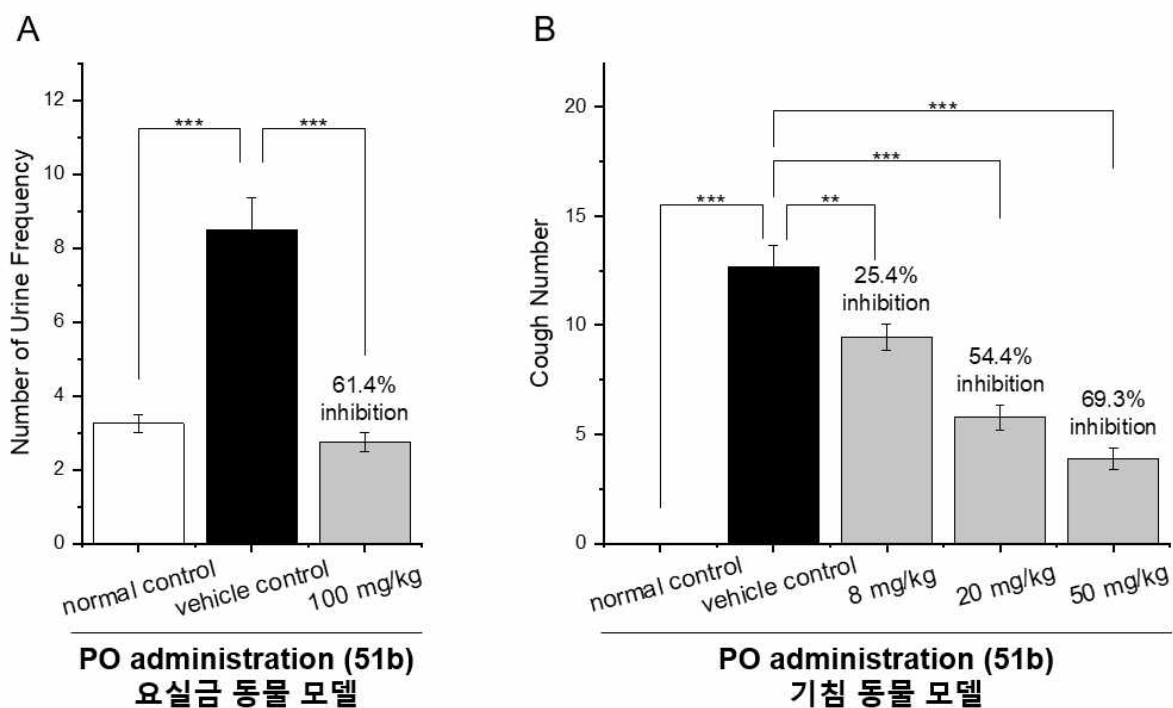 A
Number of Urine Frequency
12
10
8
6
4
2
0
***
***
61.4%
inhibition
normal control
vehicle control
100 mg/kg
PO administration (51b)
요실금 동물 모델
B
Cough Number
20
15
10
5
0
***
***
***
**
25.4%
inhibition
54.4%
inhibition
69.3%
inhibition
normal control
vehicle control
8 mg/kg
20 mg/kg
50 mg/kg
PO administration (51b)
기침 동물 모델